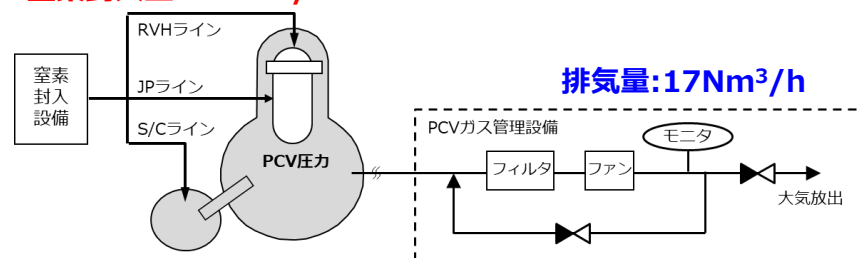 RVHライン
窒素
封入
設備
JPライン
S/Cライン
PCV圧力
排気量:17Nm³/h
PCVガス管理設備
モニタ
フィルタ
ファン
大気放出